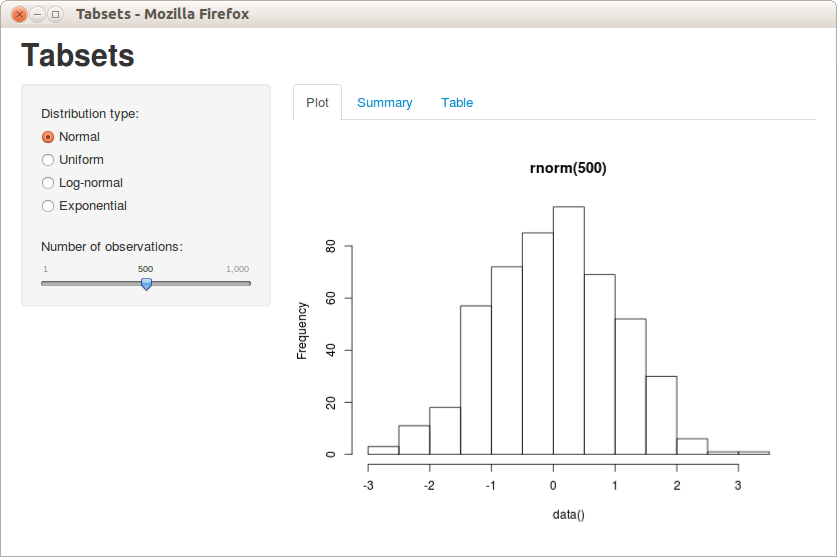 Tabsets - Mozilla Firefox
Tabsets
Distribution type:
Normal
Uniform
Log-normal
Exponential
Number of observations:
1 500 1,000
Plot Summary Table
rnorm(500)
Frequency
80
60
40
20
0
-3 -2 -1 0 1 2 3
data()